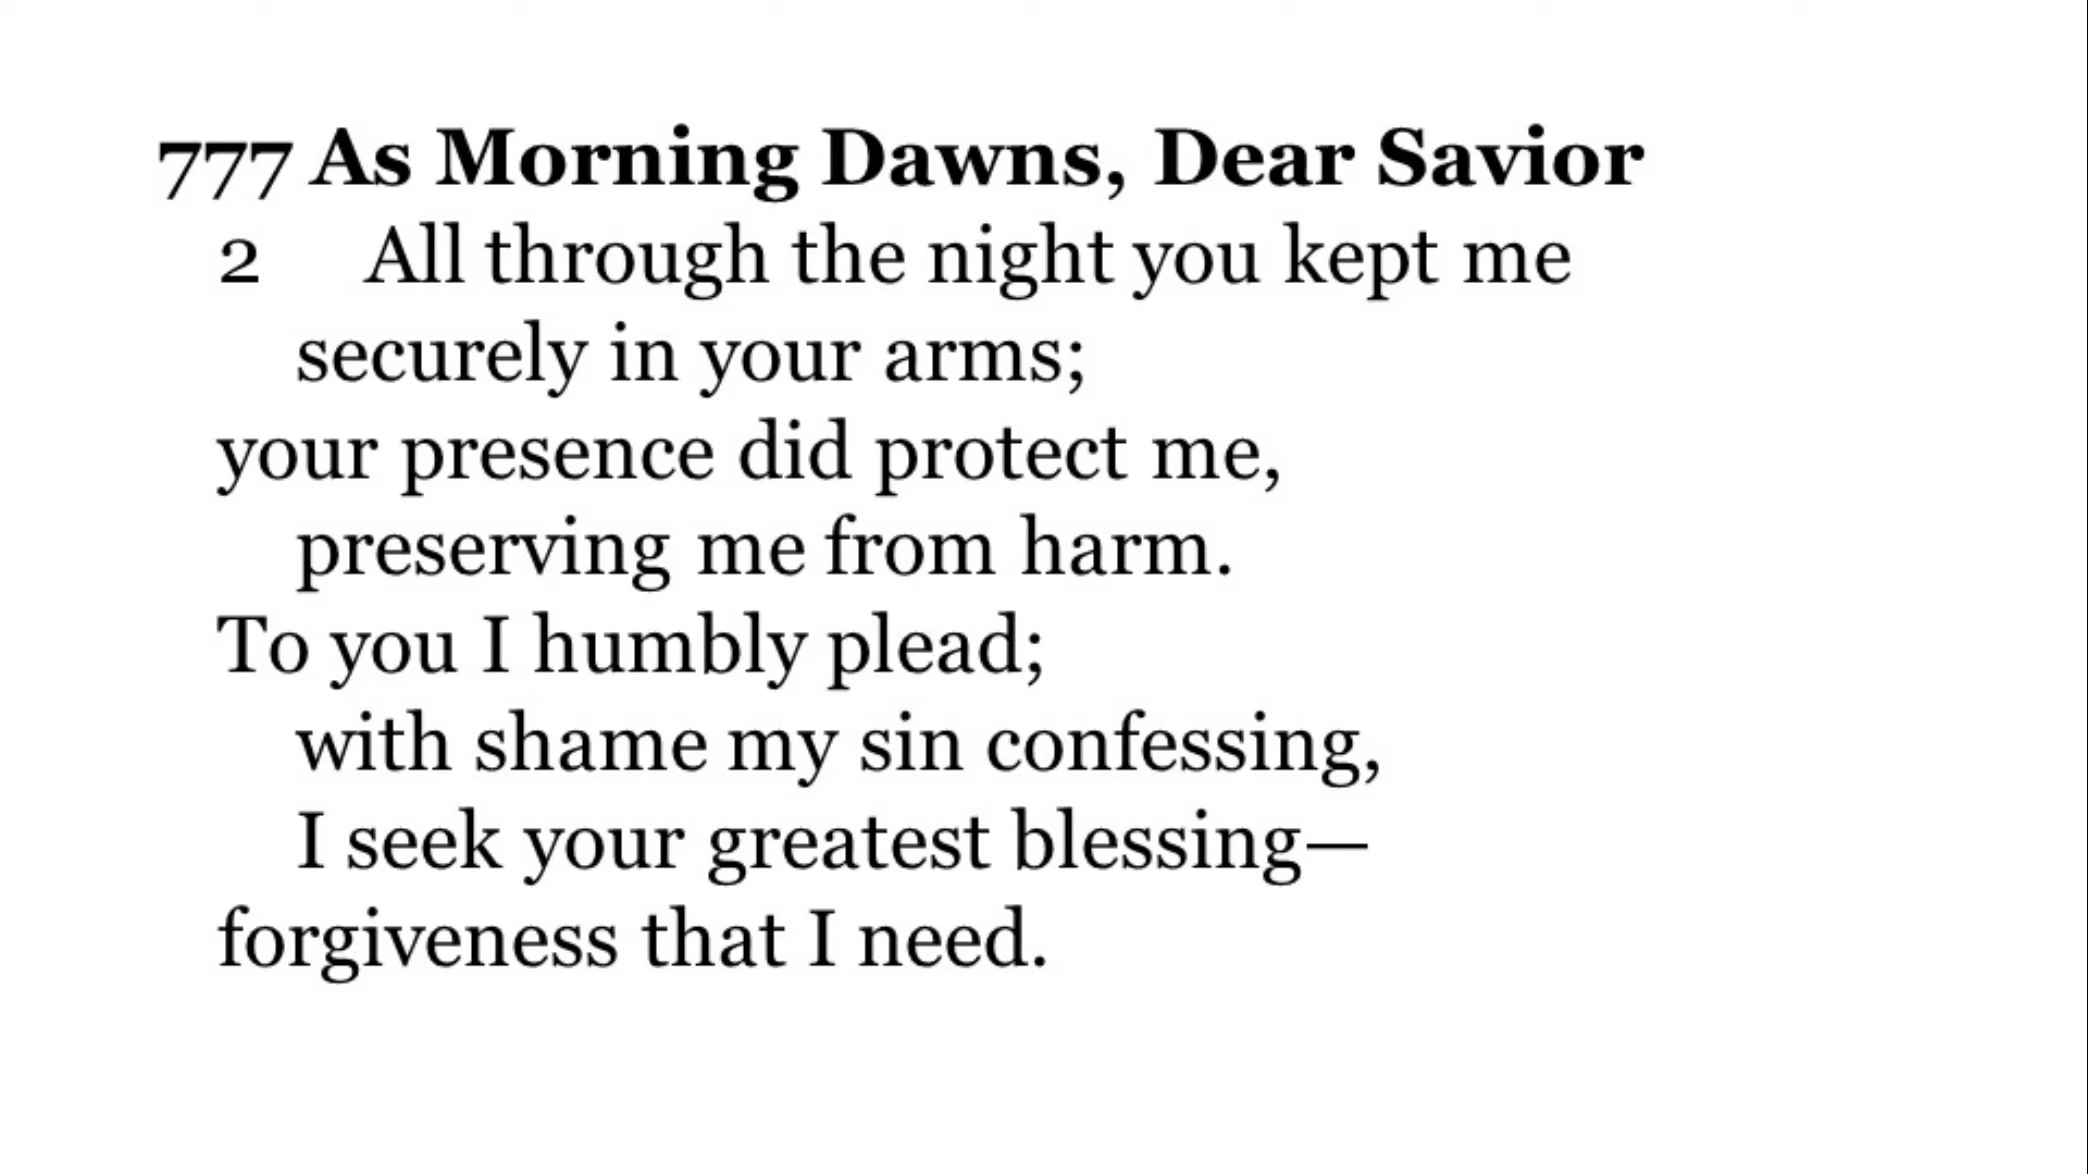 777 As Morning Dawns, Dear Savior
2 All through the night you kept me
securely in your arms;
your presence did protect me,
preserving me from harm.
To you I humbly plead;
with shame my sin confessing,
I seek your greatest blessing—
forgiveness that I need.